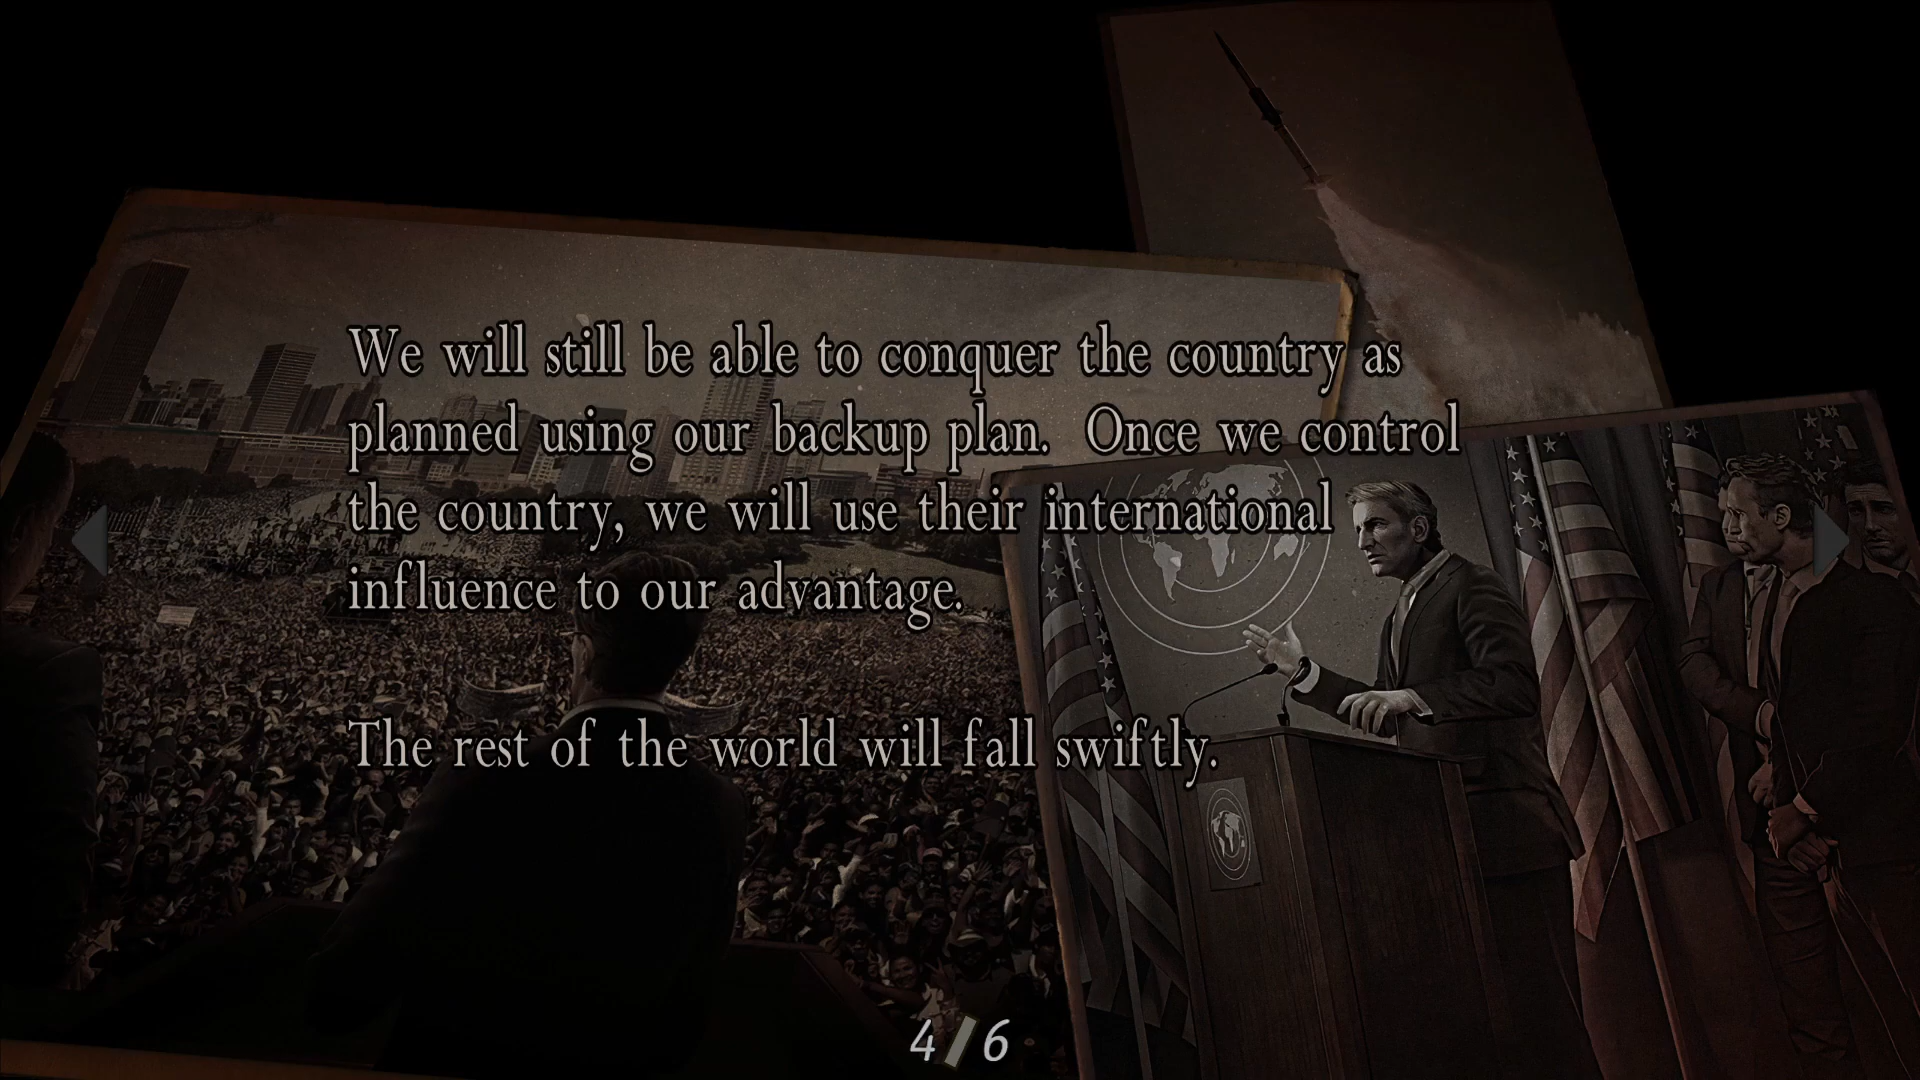 We will still be able to conquer the country as
planned using our backup plan.  Once we control
the country, we will use their international
influence to our advantage.
The rest of the world will fall swiftly.
4/6